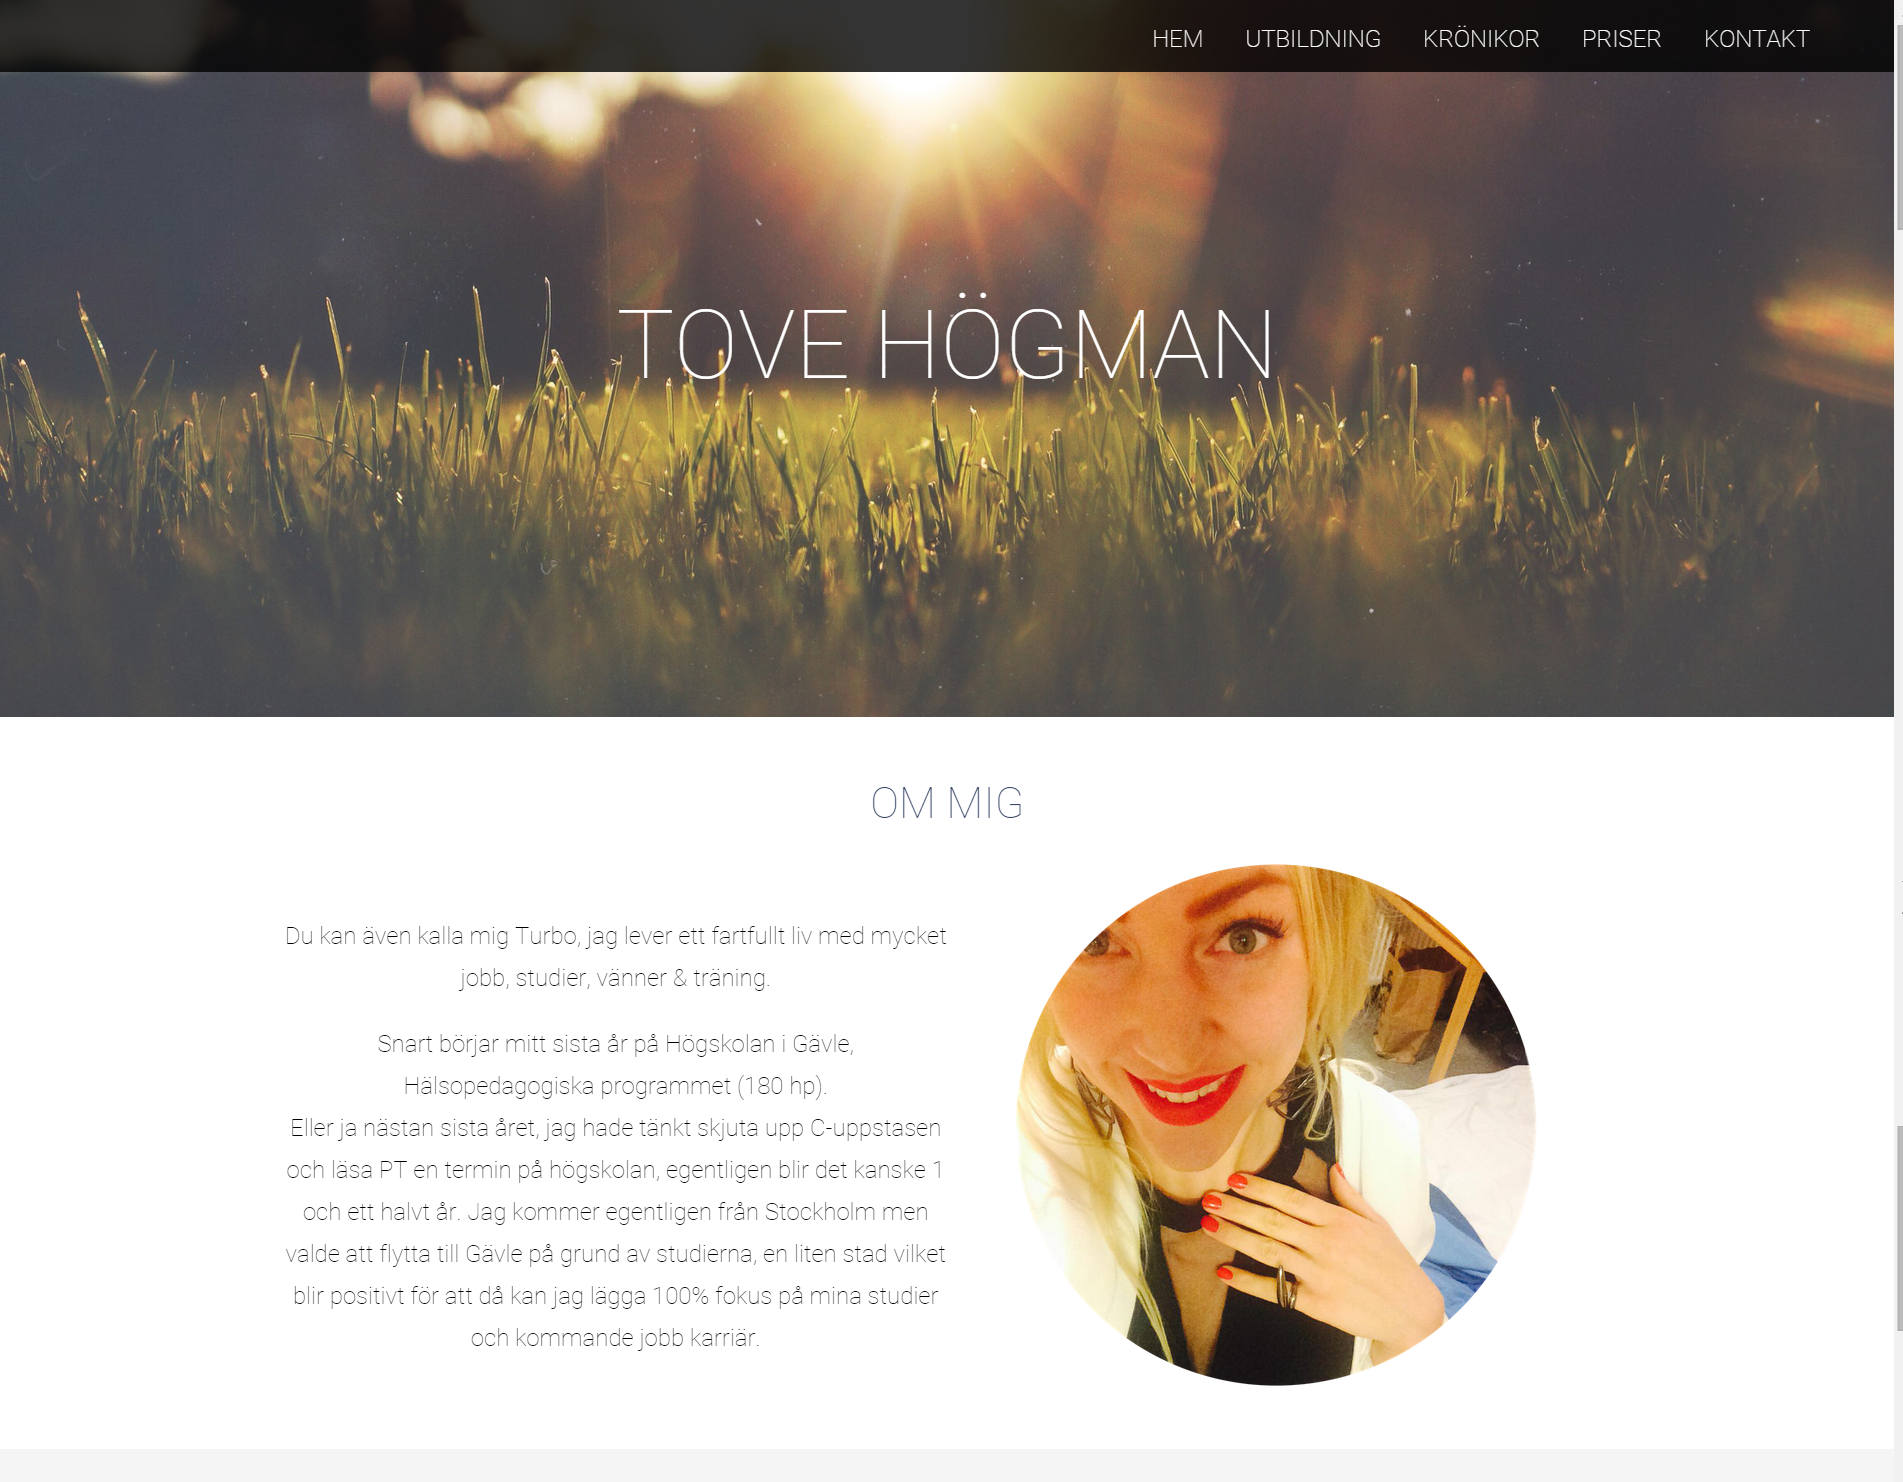 HEM UTBILDNING KRÖNIKOR PRISER KONTAKT
TOVE HÖGMAN
OM MIG
Du kan även kalla mig Turbo, jag lever ett fartfullt liv med mycket
jobb, studier, vänner & träning.
Snart börjar mitt sista år på Högskolan i Gävle,
Hälsopedagogiska programmet (180 hp).
Eller ja nästan sista året, jag hade tänkt skjuta upp C-uppstasen
och läsa PT en termin på högskolan, egentligen blir det kanske 1
och ett halvt år. Jag kommer egentligen från Stockholm men
valde att flytta till Gävle på grund av studierna, en liten stad vilket
blir positivt för att då kan jag lägga 100% fokus på mina studier
och kommande jobb karriär.